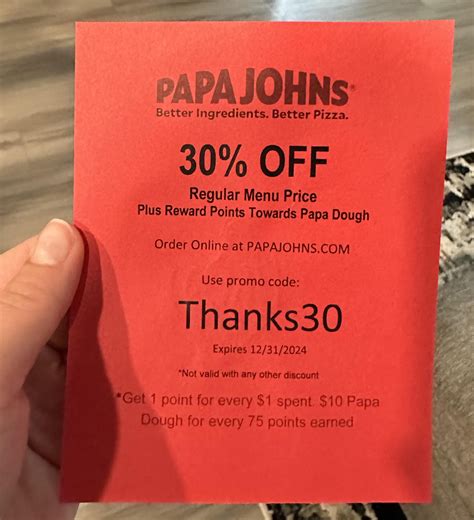 PAPA JOHNS®
Better Ingredients. Better Pizza.
30% OFF
Regular Menu Price
Plus Reward Points Towards Papa Dough
Order Online at PAPAJOHNS.COM
Use promo code:
Thanks30
Expires 12/31/2024
*Not valid with any other discount
*Get 1 point for every $1 spent. $10 Papa
Dough for every 75 points earned